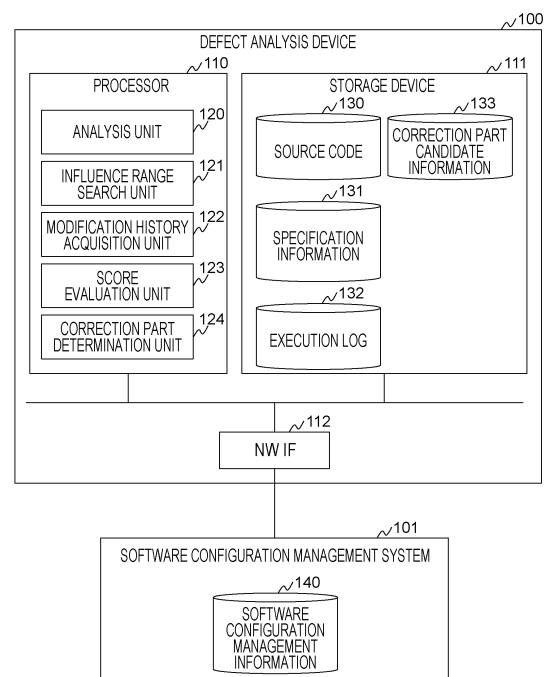 100
DEFECT ANALYSIS DEVICE
110
PROCESSOR
120
ANALYSIS UNIT
121
INFLUENCE RANGE
SEARCH UNIT
122
MODIFICATION HISTORY
ACQUISITION UNIT
123
SCORE
EVALUATION UNIT
124
CORRECTION PART
DETERMINATION UNIT
111
STORAGE DEVICE
130
SOURCE CODE
133
CORRECTION PART
CANDIDATE
INFORMATION
131
SPECIFICATION
INFORMATION
132
EXECUTION LOG
112
NW IF
101
SOFTWARE CONFIGURATION MANAGEMENT SYSTEM
140
SOFTWARE
CONFIGURATION
MANAGEMENT
INFORMATION